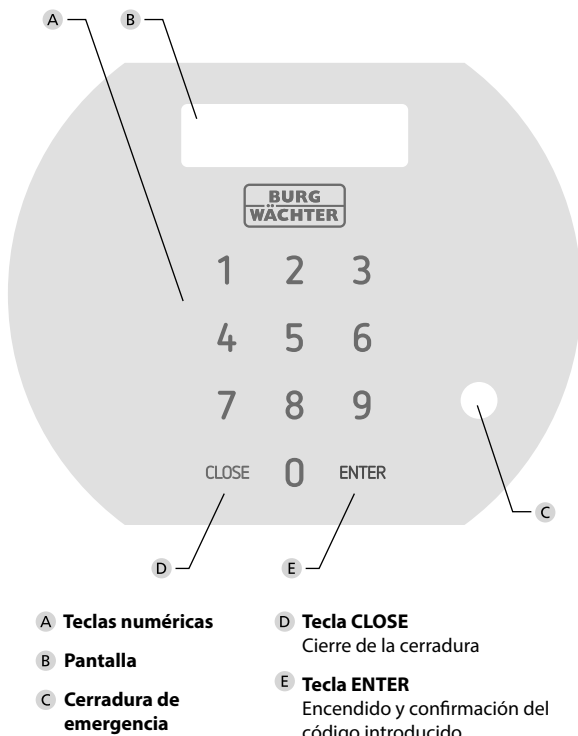 A
B
BURG
WÄCHTER
1 2 3
4 5 6
7 8 9
CLOSE 0 ENTER
C
D
E
A Teclas numéricas
B Pantalla
C Cerradura de
emergencia
D Tecla CLOSE
Cierre de la cerradura
E Tecla ENTER
Encendido y confirmación del
código introducido